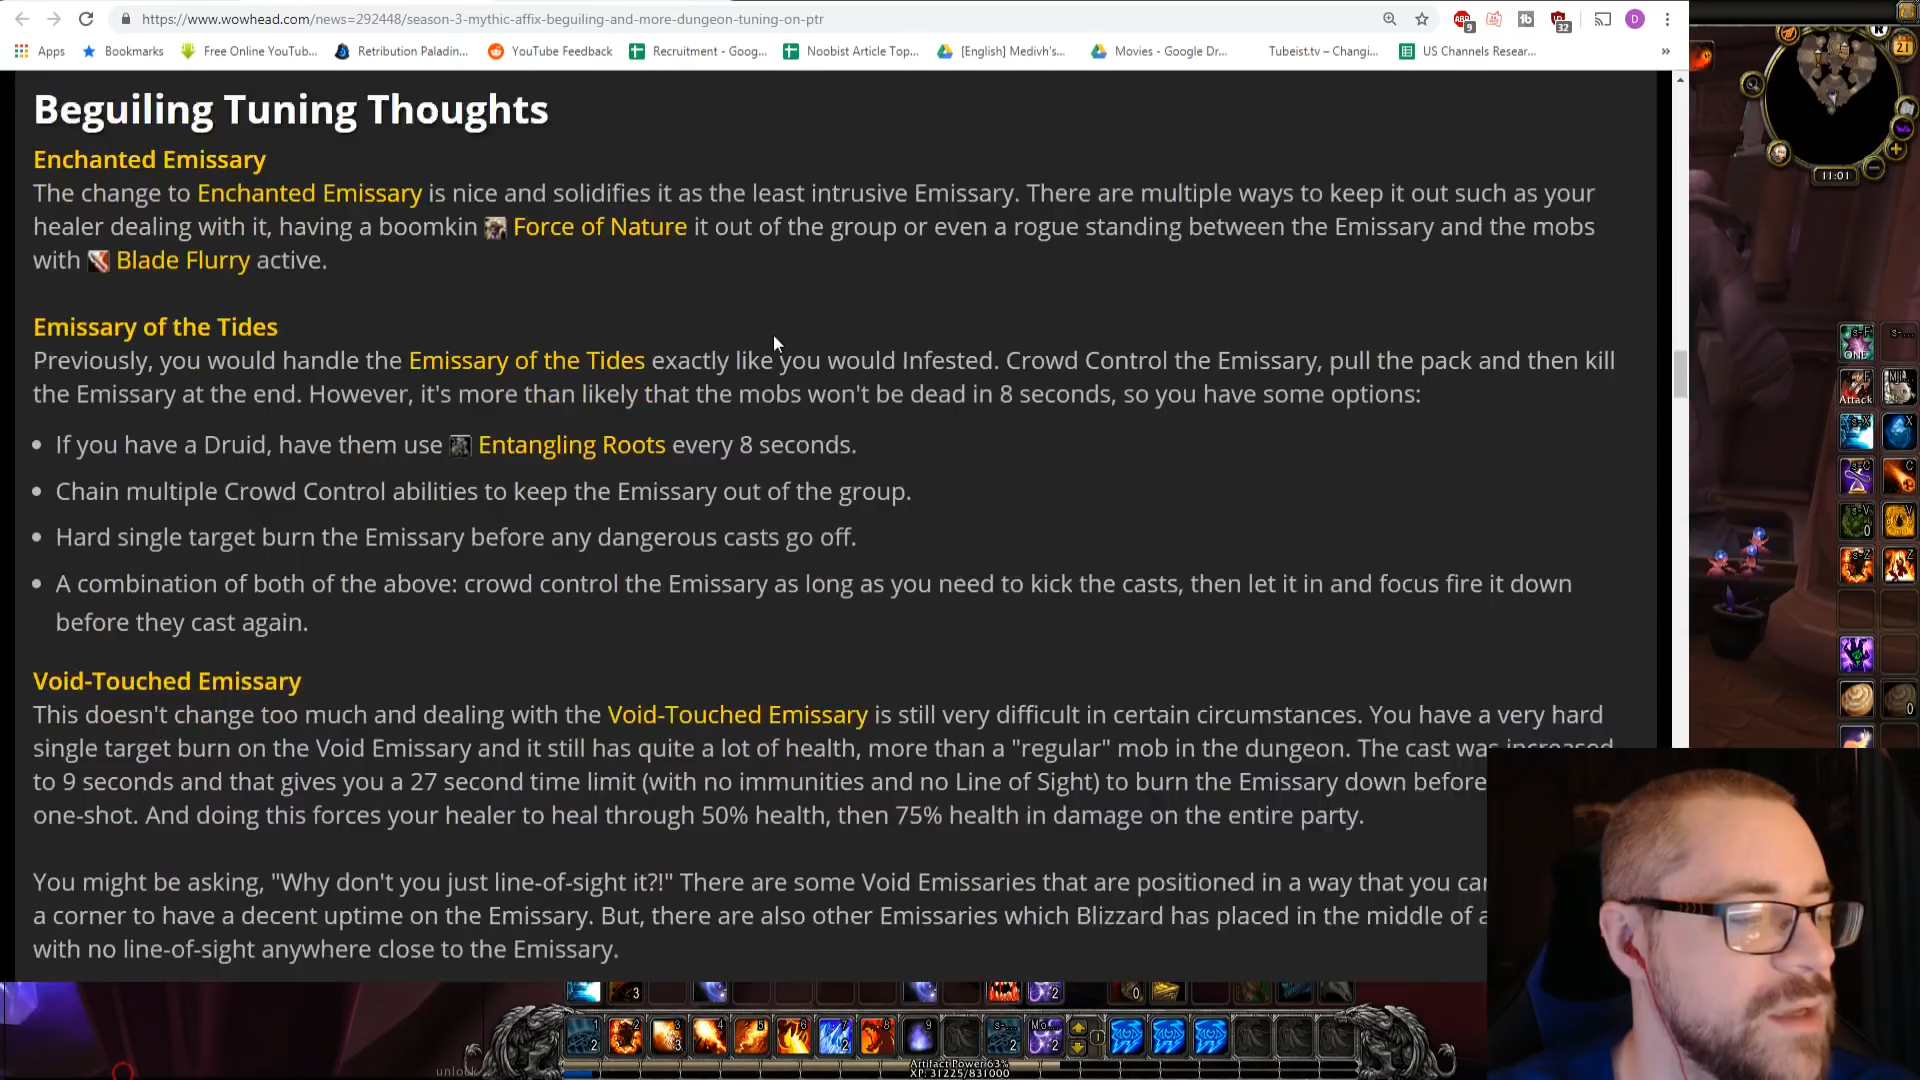 https://www.wowhead.com/news=292448/season-3-mythic-affix-beguiling-and-more-dungeon-tuning-on-ptr
Apps Bookmarks Free Online YouTub... Retribution Paladin... YouTube Feedback Recruitment - Goog... Noobist Article Top... [English] Medivh's... Movies - Google Dr... Tubeist.tv – Changi... US Channels Resear... »
Beguiling Tuning Thoughts
Enchanted Emissary
The change to Enchanted Emissary is nice and solidifies it as the least intrusive Emissary. There are multiple ways to keep it out such as your
healer dealing with it, having a boomkin Force of Nature it out of the group or even a rogue standing between the Emissary and the mobs
with Blade Flurry active.
Emissary of the Tides
Previously, you would handle the Emissary of the Tides exactly like you would Infested. Crowd Control the Emissary, pull the pack and then kill
the Emissary at the end. However, it's more than likely that the mobs won't be dead in 8 seconds, so you have some options:
• If you have a Druid, have them use Entangling Roots every 8 seconds.
• Chain multiple Crowd Control abilities to keep the Emissary out of the group.
• Hard single target burn the Emissary before any dangerous casts go off.
• A combination of both of the above: crowd control the Emissary as long as you need to kick the casts, then let it in and focus fire it down
before they cast again.
Void-Touched Emissary
This doesn't change too much and dealing with the Void-Touched Emissary is still very difficult in certain circumstances. You have a very hard
single target burn on the Void Emissary and it still has quite a lot of health, more than a "regular" mob in the dungeon. The cast was increased
to 9 seconds and that gives you a 27 second time limit (with no immunities and no Line of Sight) to burn the Emissary down before
one-shot. And doing this forces your healer to heal through 50% health, then 75% health in damage on the entire party.
You might be asking, "Why don't you just line-of-sight it?!" There are some Void Emissaries that are positioned in a way that you
a corner to have a decent uptime on the Emissary. But, there are also other Emissaries which Blizzard has placed in the middle of
with no line-of-sight anywhere close to the Emissary.
21
11:01
ONE
Attack
unlock
Artifact Power 63%
XP: 31225/831000